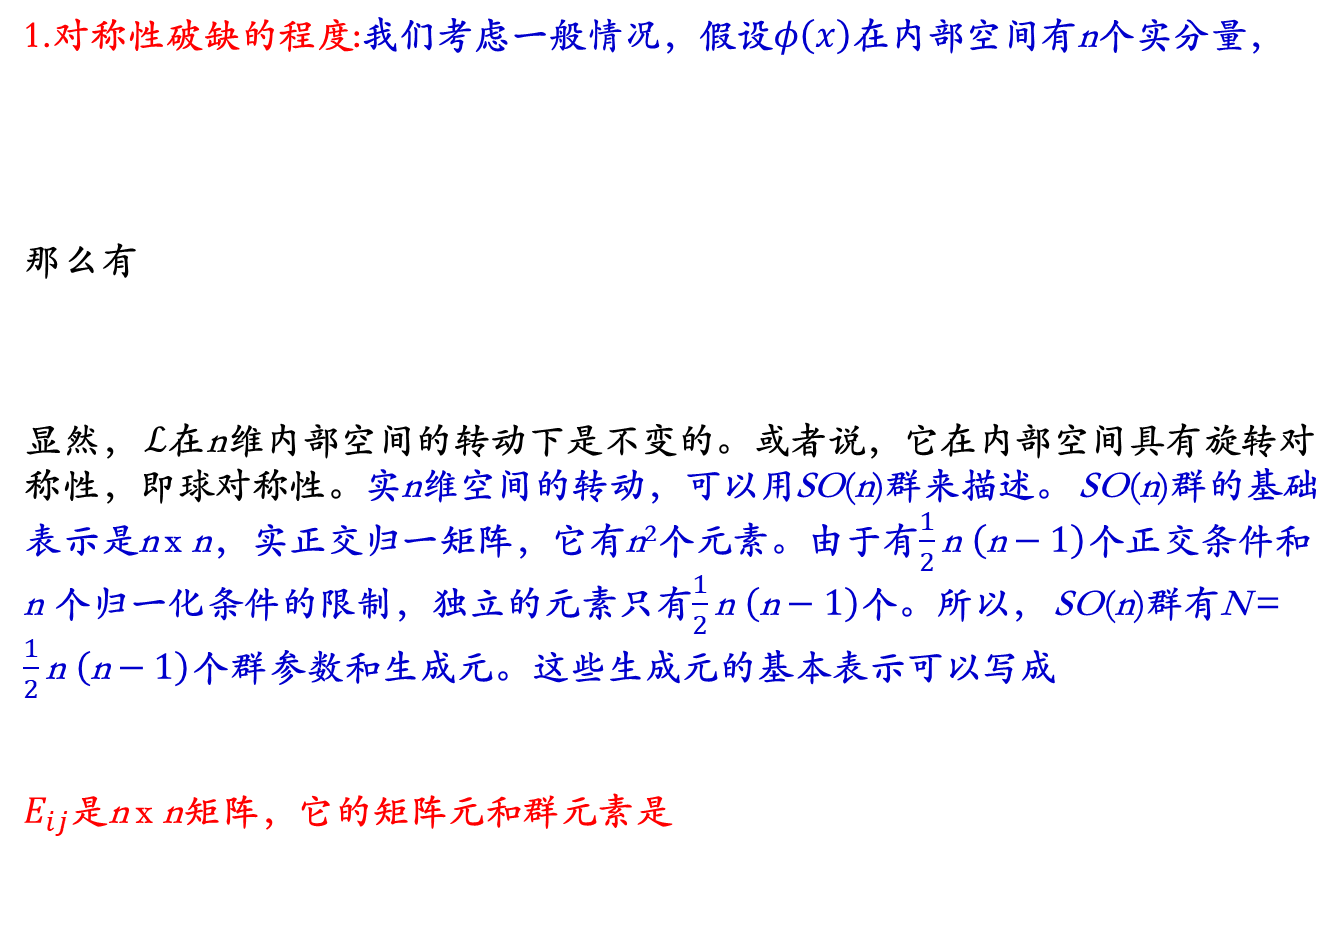 1.对称性破缺的程度:我们考虑一般情况，假设ϕ(x)在内部空间有n个实分量，
那么有
显然，ℒ在n维内部空间的转动下是不变的。或者说，它在内部空间具有旋转对
称性，即球对称性。实n维空间的转动，可以用SO(n)群来描述。 SO(n)群的基础
表示是n x n，实正交归一矩阵，它有n²个元素。由于有1/2 n (n − 1)个正交条件和
n 个归一化条件的限制，独立的元素只有1/2 n (n − 1)个。所以， SO(n)群有N=
1/2 n (n − 1)个群参数和生成元。这些生成元的基本表示可以写成
E_{ij}是n x n矩阵，它的矩阵元和群元素是